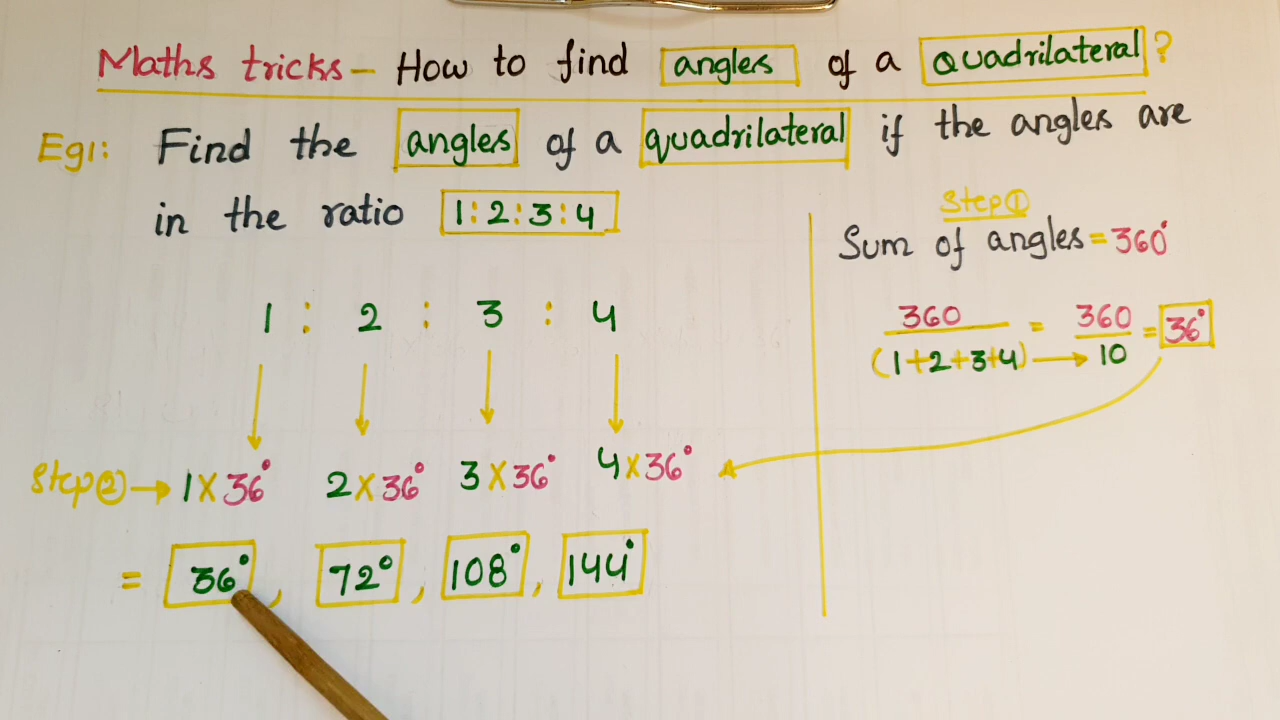 Maths tricks - How to find angles of a quadrilateral?
Eg1: Find the angles of a quadrilateral if the angles are
in the ratio 1:2:3:4
1 : 2 : 3 : 4
Step② → 1 X 36° 2 X 36° 3 X 36° 4 X 36°
= 36°, 72°, 108°, 144°
Step①
Sum of angles = 360°
360 / (1+2+3+4) → = 360 / 10 = 36°